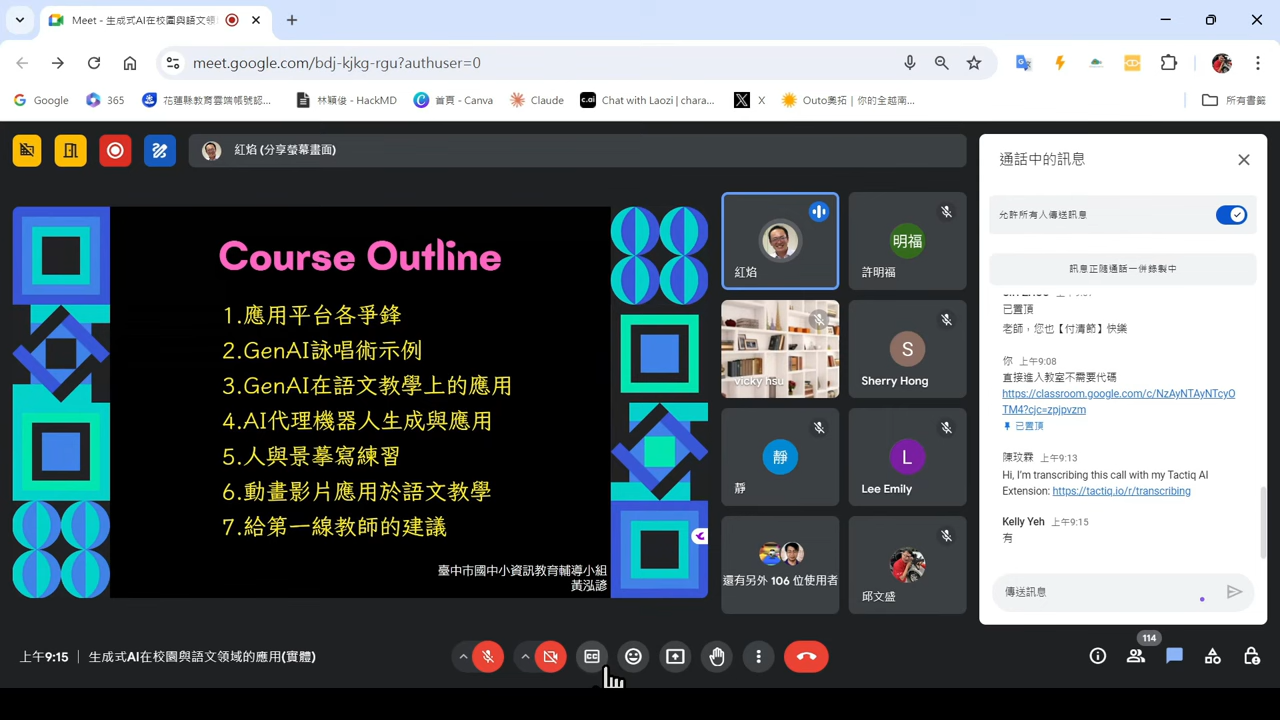 Meet - 生成式AI在校園與語文領
meet.google.com/bdj-kjkg-rgu?authuser=0
Google
365
花蓮縣教育雲端帳號認...
林穎俊 - HackMD
首頁 - Canva
Claude
c.ai
Chat with Laozi | chara...
X
Outo奧拓 | 你的全越南...
所有書籤
紅焰 (分享螢幕畫面)
Course Outline
1.應用平台各爭鋒
2.GenAI詠唱術示例
3.GenAI在語文教學上的應用
4.AI代理機器人生成與應用
5.人與景摹寫練習
6.動畫影片應用於語文教學
7.給第一線教師的建議
臺中市國中小資訊教育輔導小組
黃泓諺
紅焰
明福
許明福
vicky hsu
S
Sherry Hong
靜
靜
L
Lee Emily
還有另外 106 位使用者
邱文盛
通話中的訊息
允許所有人傳送訊息
訊息正隨通話一併錄製中
已置頂
老師，您也【付清節】快樂
你 上午9:08
直接進入教室不需要代碼
https://classroom.google.com/c/NzAyNTAyNTcyO
TM4?cjc=zpjpvzm
已置頂
陳玟霖 上午9:13
Hi, I'm transcribing this call with my Tactiq AI
Extension: https://tactiq.io/r/transcribing
Kelly Yeh 上午9:15
有
傳送訊息
上午9:15 | 生成式AI在校園與語文領域的應用(實體)
CC
114